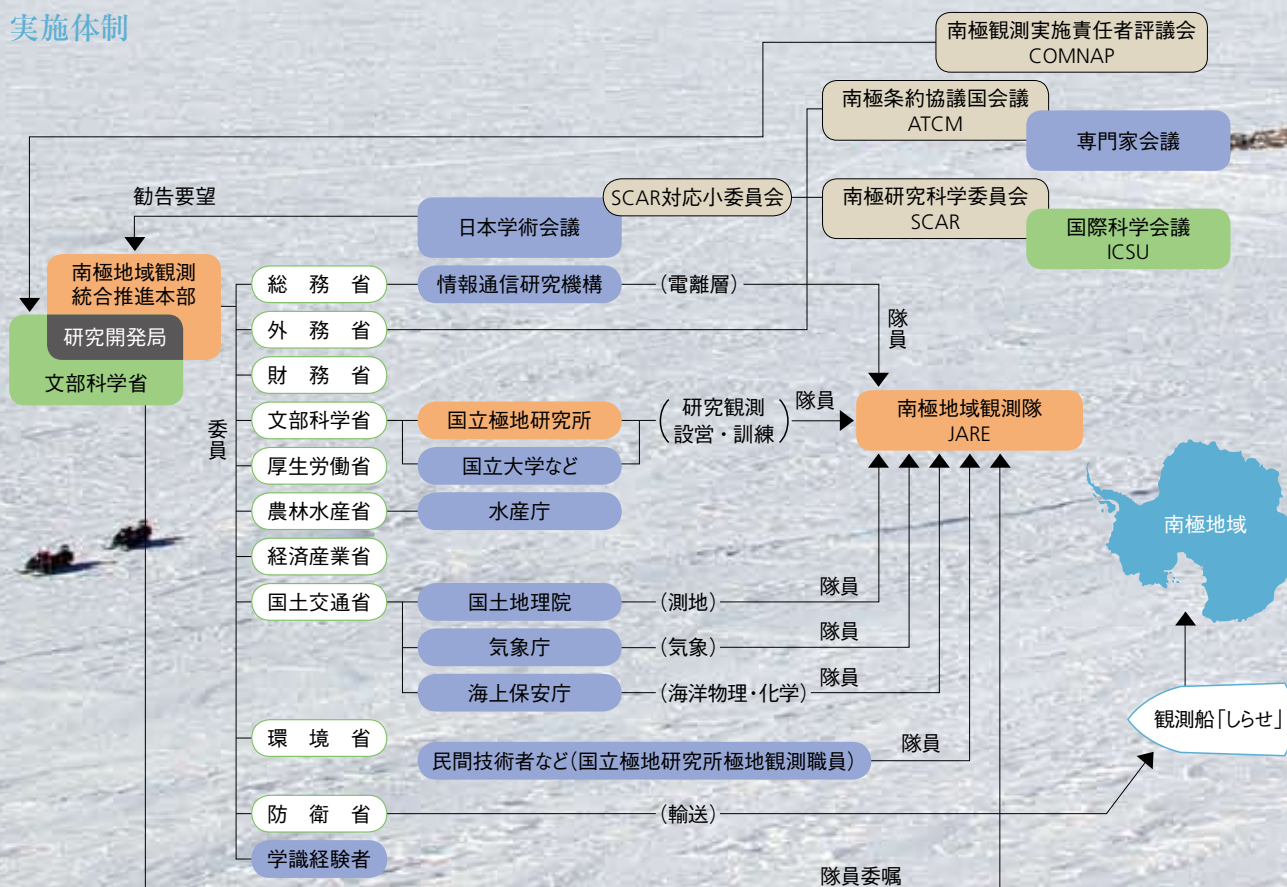 実施体制
南極観測実施責任者評議会
COMNAP
南極条約協議国会議
ATCM
専門家会議
勧告要望
SCAR対応小委員会
南極研究科学委員会
SCAR
日本学術会議
国際科学会議
ICSU
南極地域観測
統合推進本部
研究開発局
文部科学省
委員
総務省
情報通信研究機構
(電離層)
隊員
外務省
財務省
文部科学省
国立極地研究所
国立大学など
(研究観測
設営・訓練)
隊員
南極地域観測隊
JARE
厚生労働省
農林水産省
水産庁
経済産業省
国土交通省
国土地理院
(測地)
隊員
気象庁
(気象)
隊員
海上保安庁
(海洋物理・化学)
隊員
南極地域
環境省
民間技術者など(国立極地研究所極地観測職員)
隊員
観測船「しらせ」
防衛省
(輸送)
学識経験者
隊員委嘱